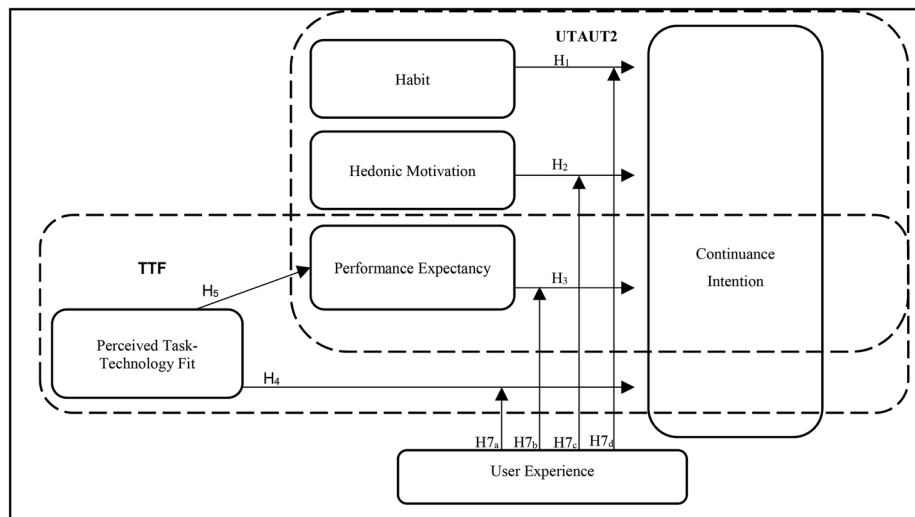 UTAUT2
Habit
H₁
Hedonic Motivation
H₂
Performance Expectancy
H₃
Continuance
Intention
TTF
H₅
Perceived Task-
Technology Fit
H₄
H7ₐ
H7b
H7c
H7d
User Experience